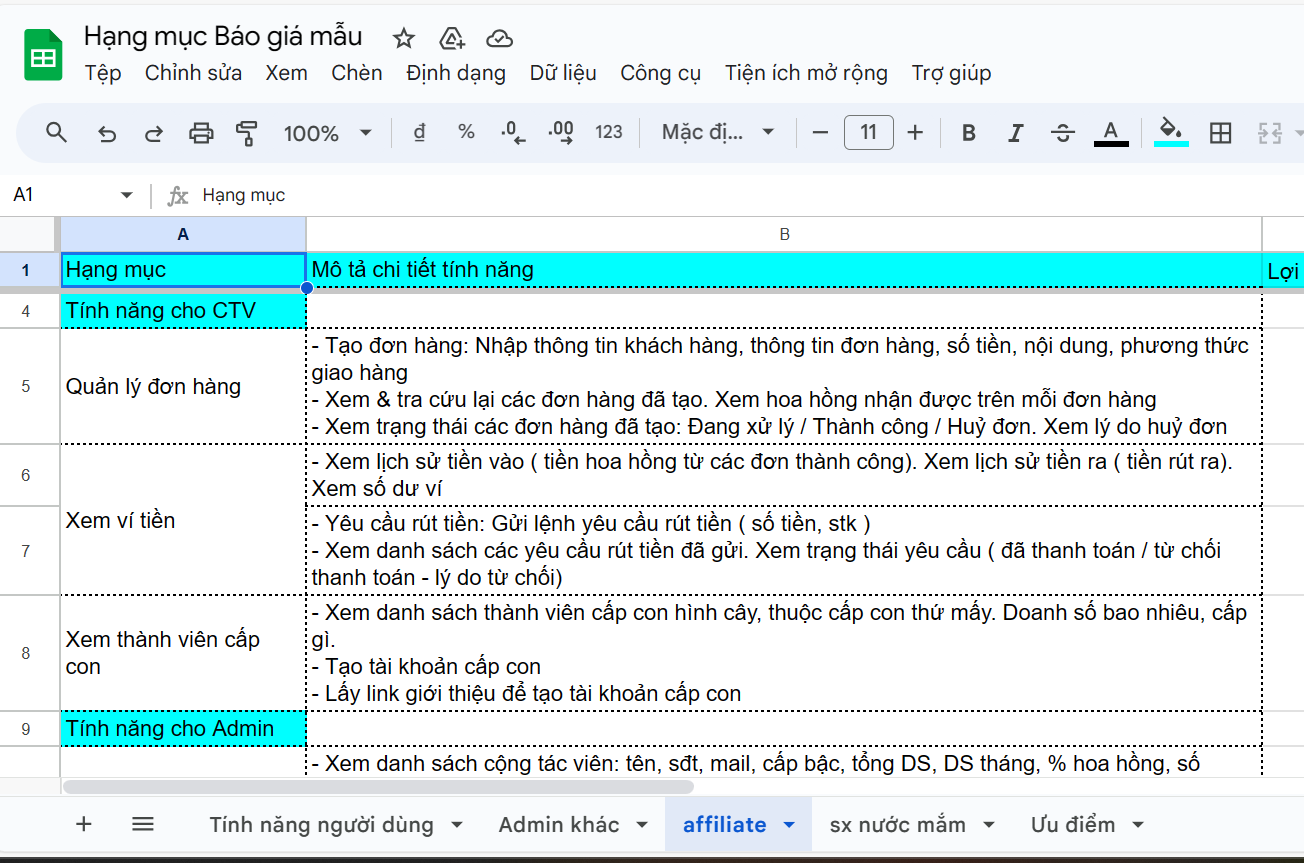 Hạng mục Báo giá mẫu
Tệp Chỉnh sửa Xem Chèn Định dạng Dữ liệu Công cụ Tiện ích mở rộng Trợ giúp
100% đ % .0 .00 123 Mặc đị... 11 B I A
A1 fx Hạng mục
A B
1 Hạng mục Mô tả chi tiết tính năng Lợi
4 Tính năng cho CTV
- Tạo đơn hàng: Nhập thông tin khách hàng, thông tin đơn hàng, số tiền, nội dung, phương thức
giao hàng
5 Quản lý đơn hàng
- Xem & tra cứu lại các đơn hàng đã tạo. Xem hoa hồng nhận được trên mỗi đơn hàng
- Xem trạng thái các đơn hàng đã tạo: Đang xử lý / Thành công / Huỷ đơn. Xem lý do huỷ đơn
6
- Xem lịch sử tiền vào ( tiền hoa hồng từ các đơn thành công). Xem lịch sử tiền ra ( tiền rút ra).
Xem số dư ví
Xem ví tiền
7
- Yêu cầu rút tiền: Gửi lệnh yêu cầu rút tiền ( số tiền, stk )
- Xem danh sách các yêu cầu rút tiền đã gửi. Xem trạng thái yêu cầu ( đã thanh toán / từ chối
thanh toán - lý do từ chối)
8
Xem thành viên cấp
con
- Xem danh sách thành viên cấp con hình cây, thuộc cấp con thứ mấy. Doanh số bao nhiêu, cấp
gì.
- Tạo tài khoản cấp con
- Lấy link giới thiệu để tạo tài khoản cấp con
9 Tính năng cho Admin
- Xem danh sách cộng tác viên: tên, sđt, mail, cấp bậc, tổng DS, DS tháng, % hoa hồng, số
Tính năng người dùng Admin khác affiliate sx nước mắm Ưu điểm